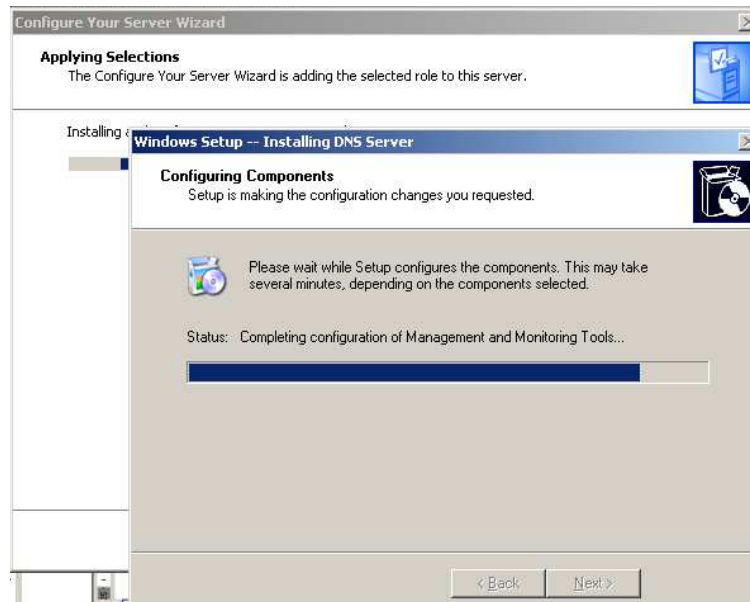 Configure Your Server Wizard
Applying Selections
The Configure Your Server Wizard is adding the selected role to this server.
Installing
Windows Setup -- Installing DNS Server
Configuring Components
Setup is making the configuration changes you requested.
Please wait while Setup configures the components. This may take
several minutes, depending on the components selected.
Status: Completing configuration of Management and Monitoring Tools...
< Back Next >